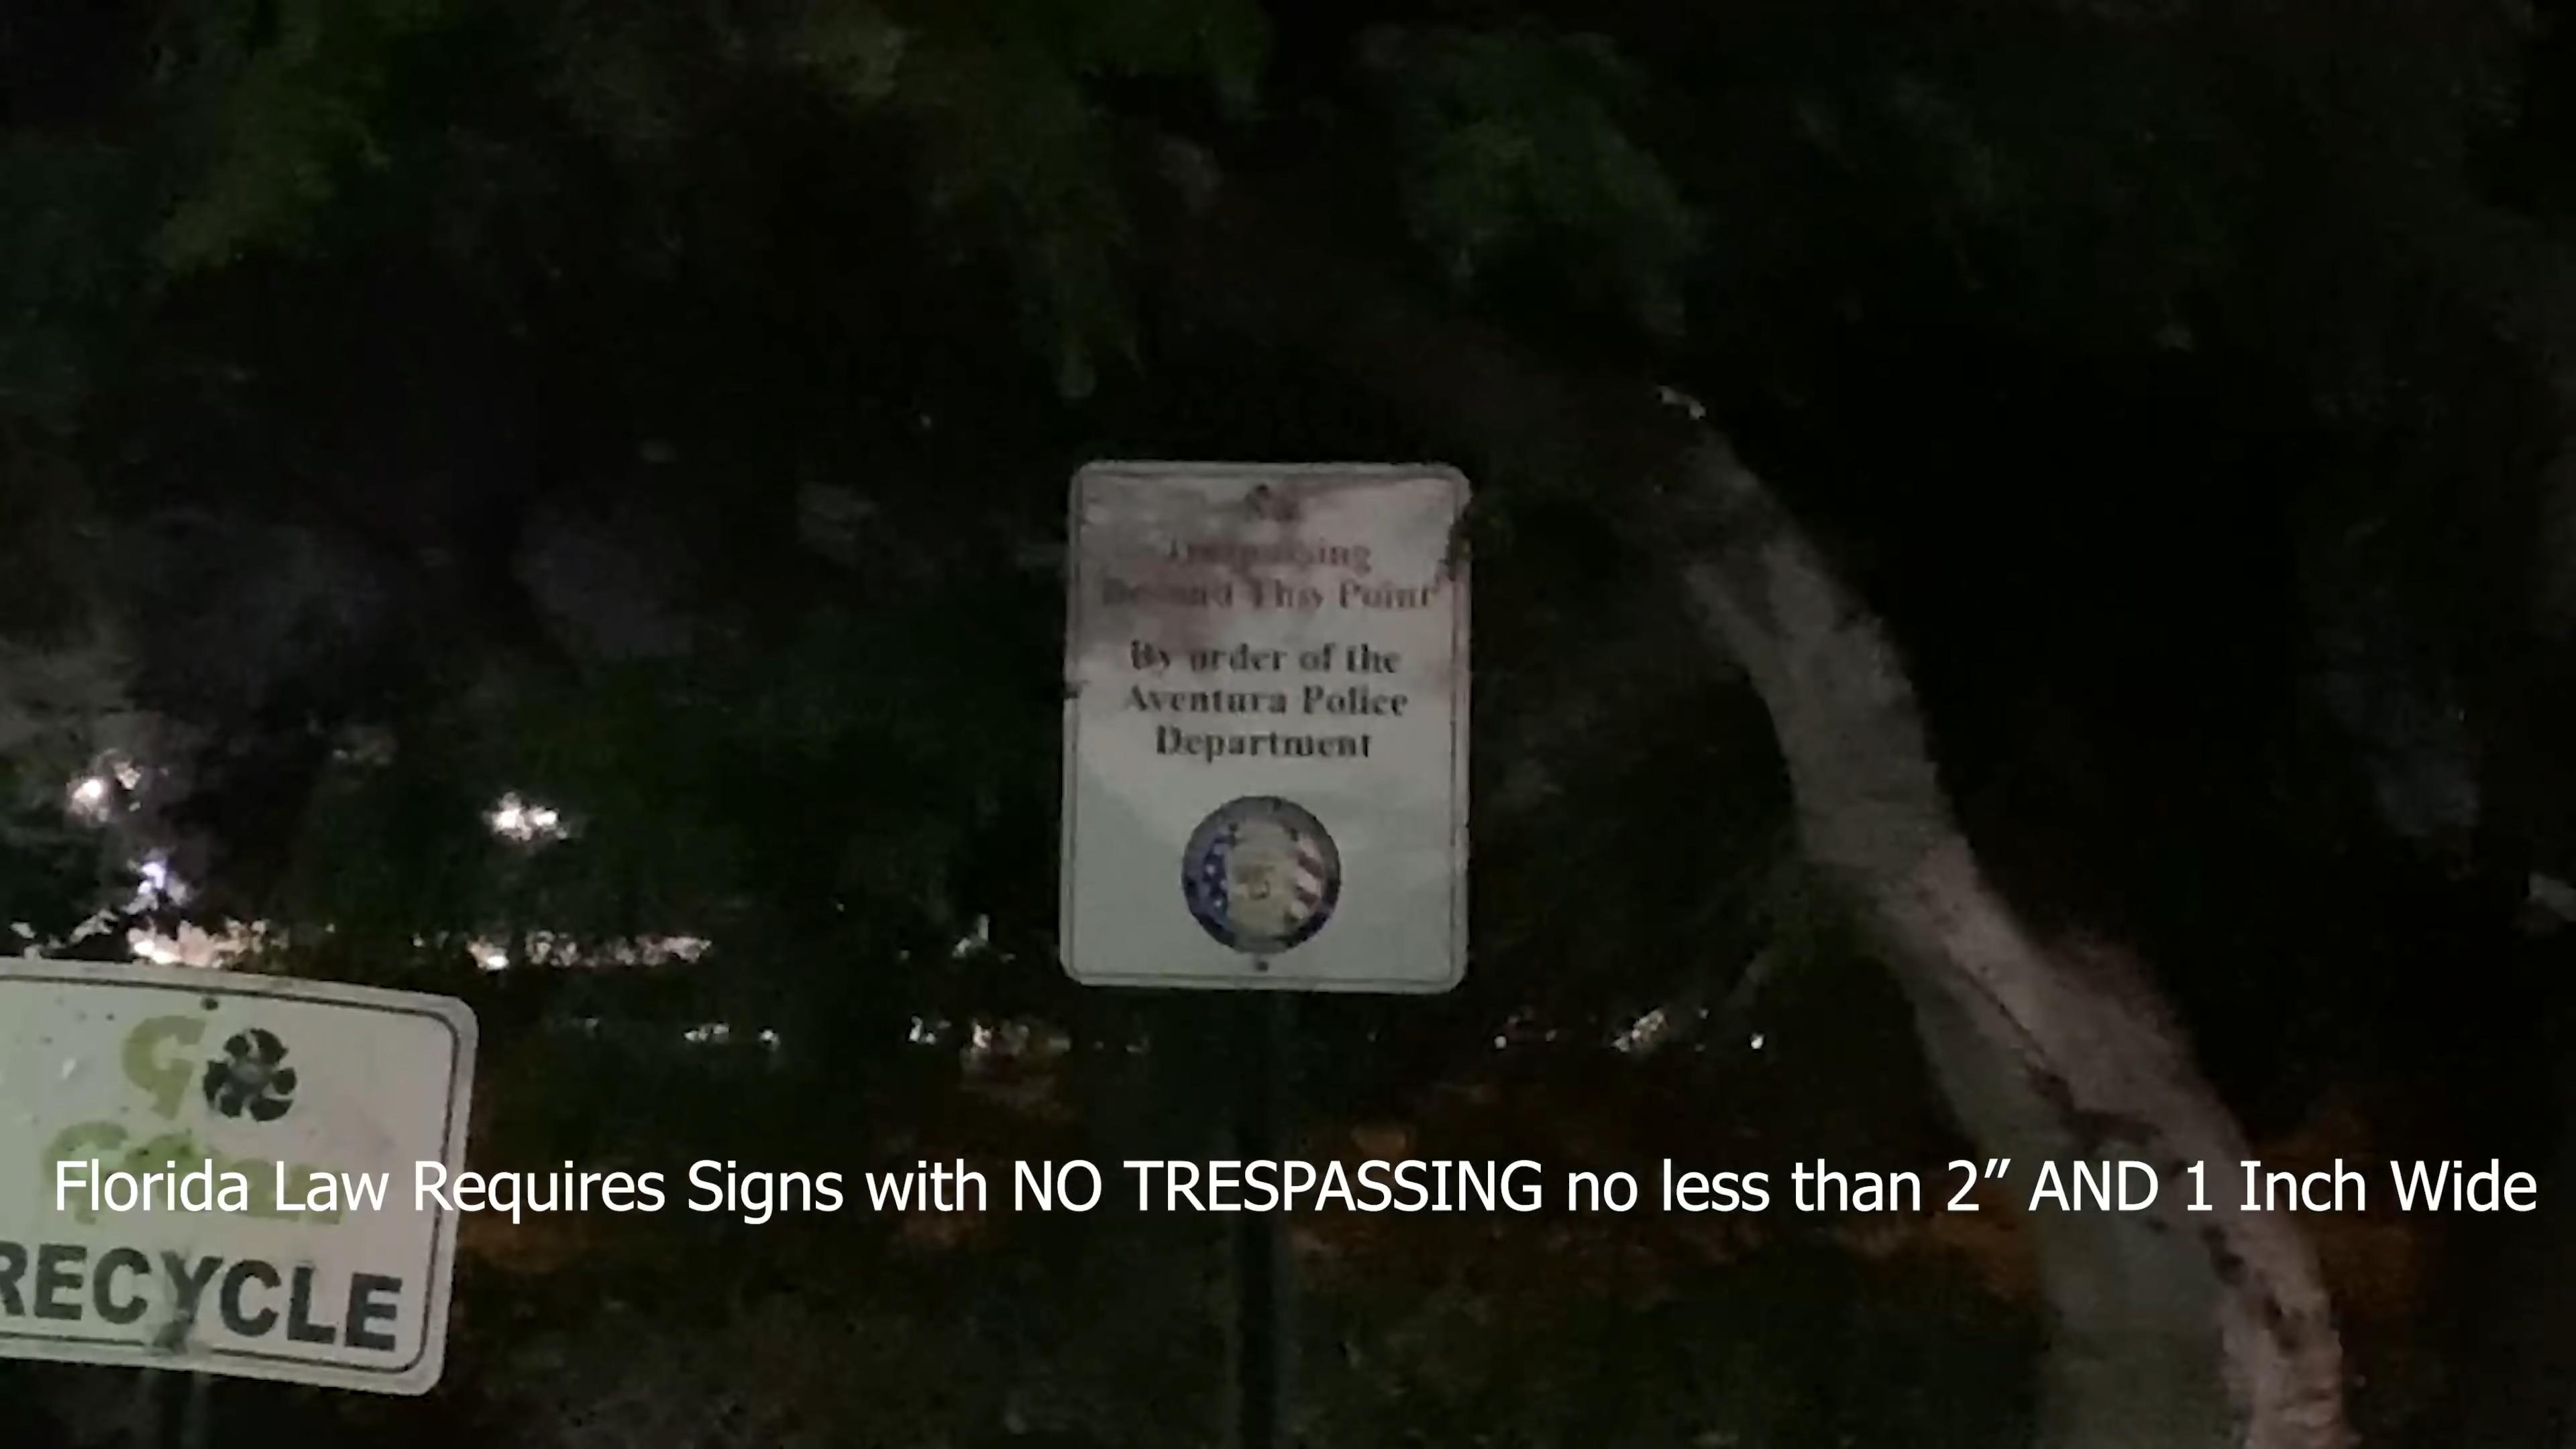 Trespassing
Beyond This Point
By order of the
Aventura Police
Department
GO
GREEN
RECYCLE
Florida Law Requires Signs with NO TRESPASSING no less than 2” AND 1 Inch Wide